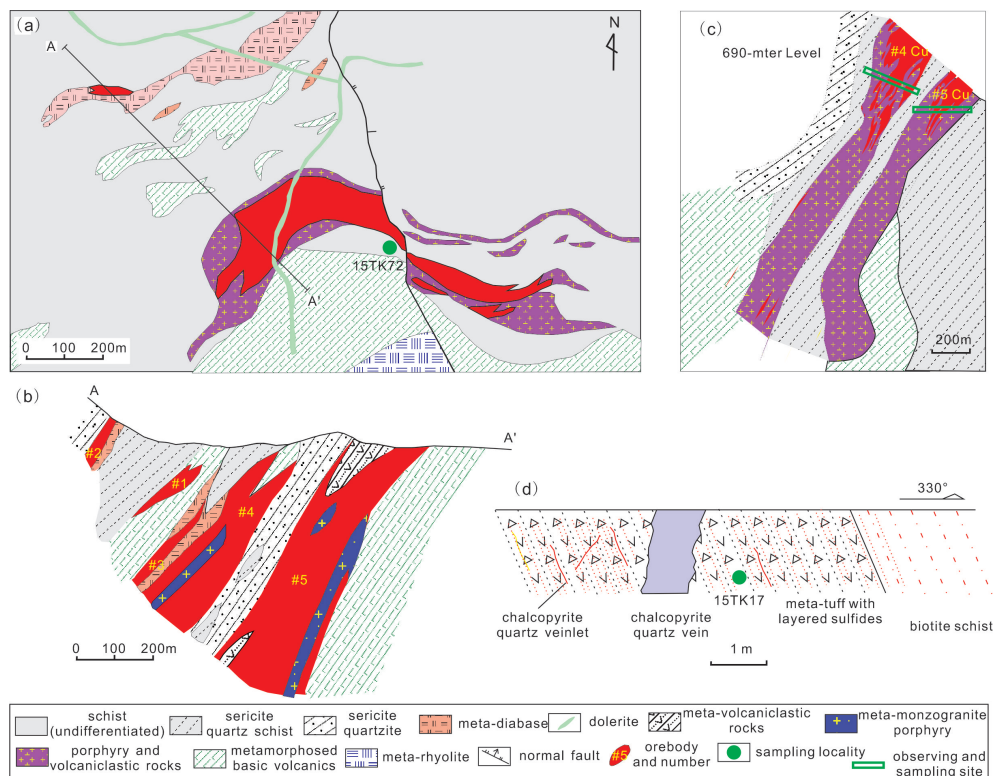 (a)
N
A
A'
15TK72
0 100 200m
(c)
690-mter Level
#4 Cu
#5 Cu
200m
(b)
A
A'
#2
#1
#4
#3
#5
0 100 200m
(d)
330°
15TK17
chalcopyrite
quartz veinlet
chalcopyrite
quartz vein
meta-tuff with
layered sulfides
biotite schist
1 m
schist
(undifferentiated)
sericite
quartz schist
sericite
quartzite
meta-diabase
dolerite
meta-volcaniclastic
rocks
meta-monzogranite
porphyry
porphyry and
volcaniclastic rocks
metamorphosed
basic volcanics
meta-rhyolite
normal fault
#5
orebody
and number
sampling locality
observing and
sampling site